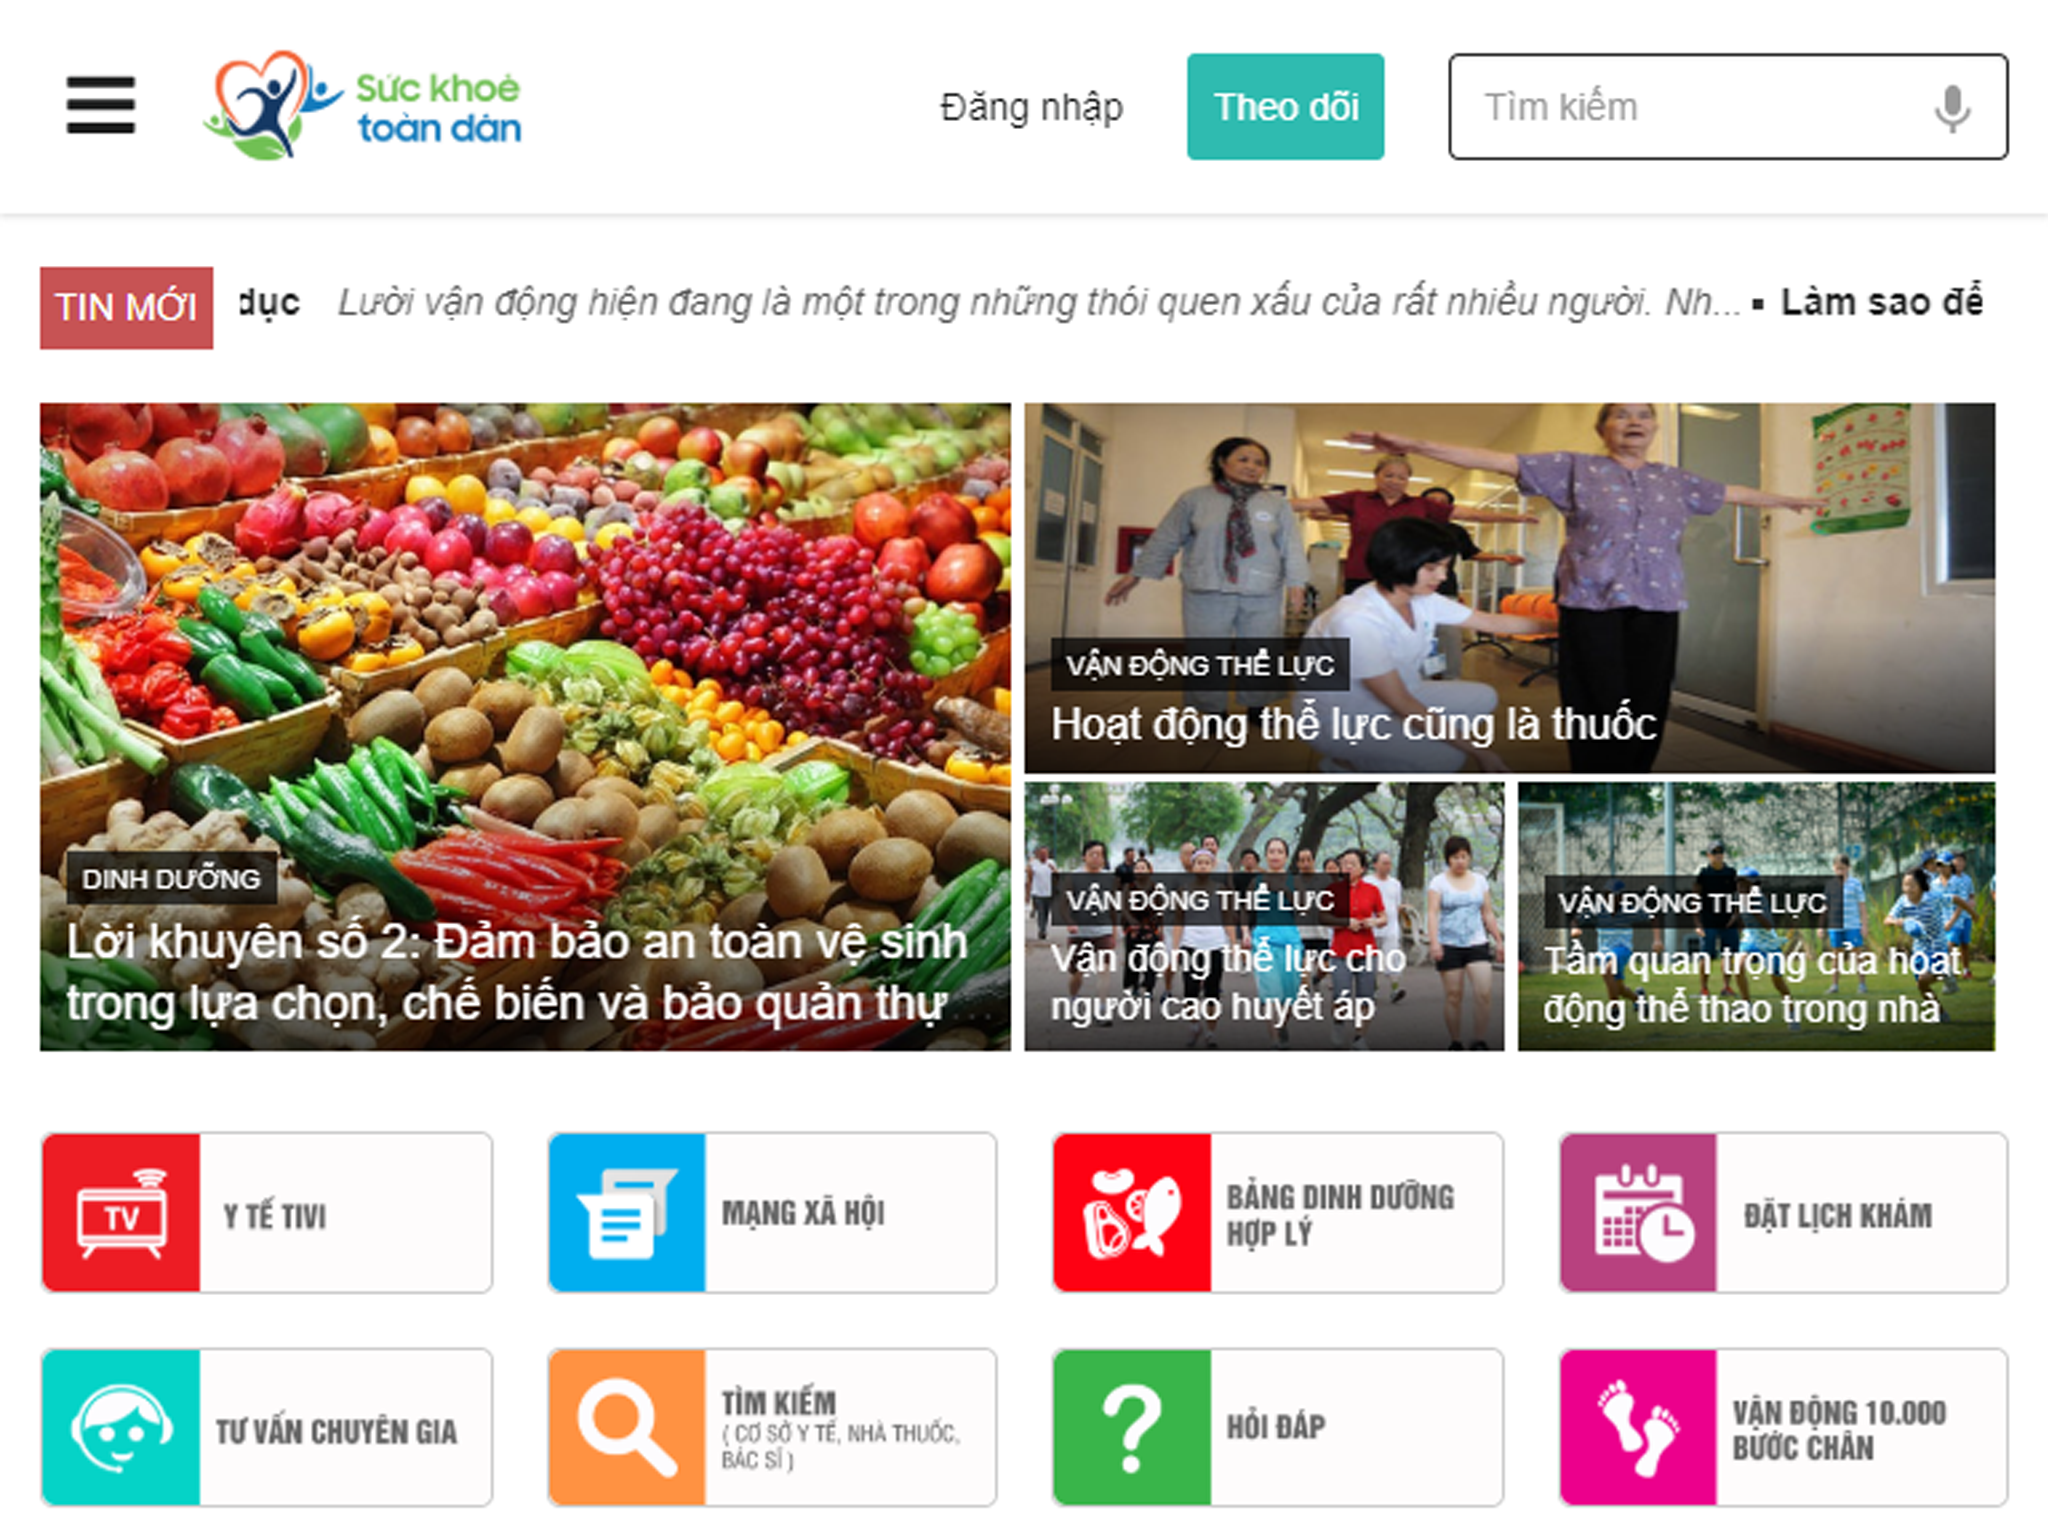 Sức khoẻ
toàn dân
Đăng nhập
Theo dõi
Tìm kiếm
TIN MỚI
dục Lười vận động hiện đang là một trong những thói quen xấu của rất nhiều người. Nh... ▪ Làm sao để
DINH DƯỠNG
Lời khuyên số 2: Đảm bảo an toàn vệ sinh
trong lựa chọn, chế biến và bảo quản thự
VẬN ĐỘNG THỂ LỰC
Hoạt động thể lực cũng là thuốc
VẬN ĐỘNG THỂ LỰC
Vận động thể lực cho
người cao huyết áp
VẬN ĐỘNG THỂ LỰC
Tầm quan trọng của hoạt
động thể thao trong nhà
TV
Y TẾ TIVI
MẠNG XÃ HỘI
BẢNG DINH DƯỠNG
HỢP LÝ
ĐẶT LỊCH KHÁM
TƯ VẤN CHUYÊN GIA
TÌM KIẾM
( CƠ SỞ Y TẾ, NHÀ THUỐC,
BÁC SĨ )
?
HỎI ĐÁP
VẬN ĐỘNG 10.000
BƯỚC CHÂN